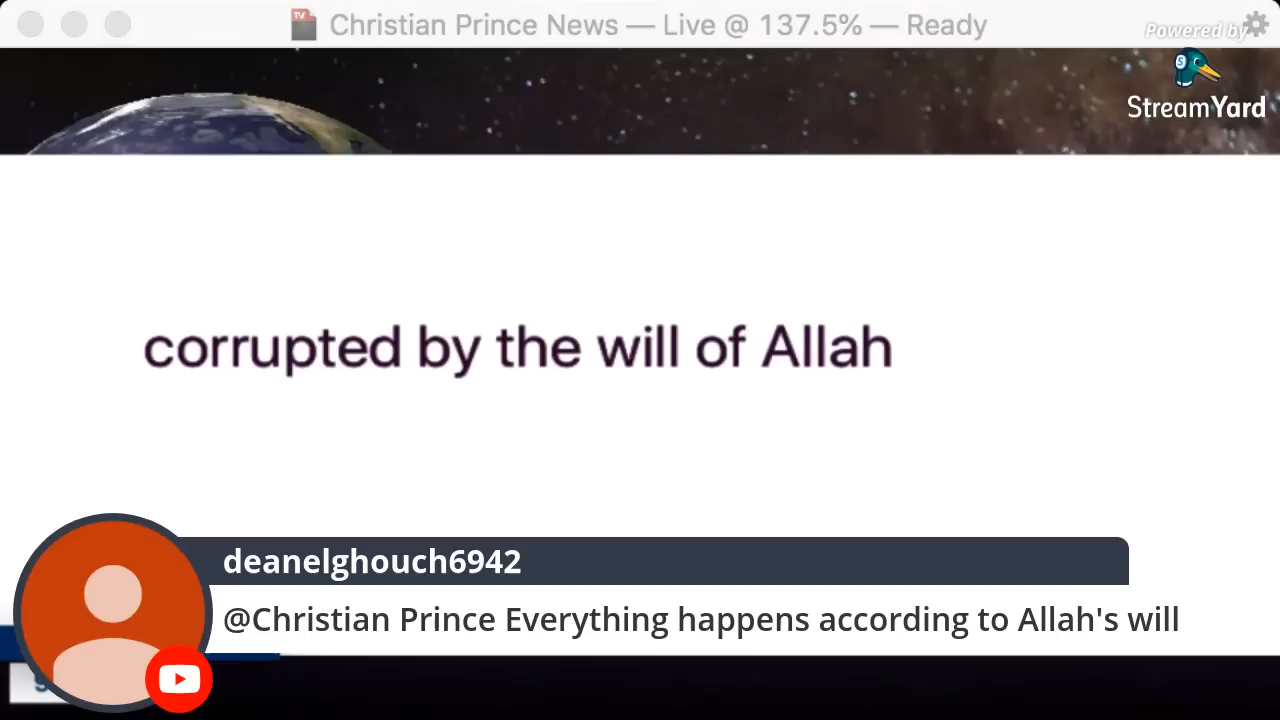 Christian Prince News — Live @ 137.5% — Ready
Powered by
StreamYard
corrupted by the will of Allah
deanelghouch6942
@Christian Prince Everything happens according to Allah's will